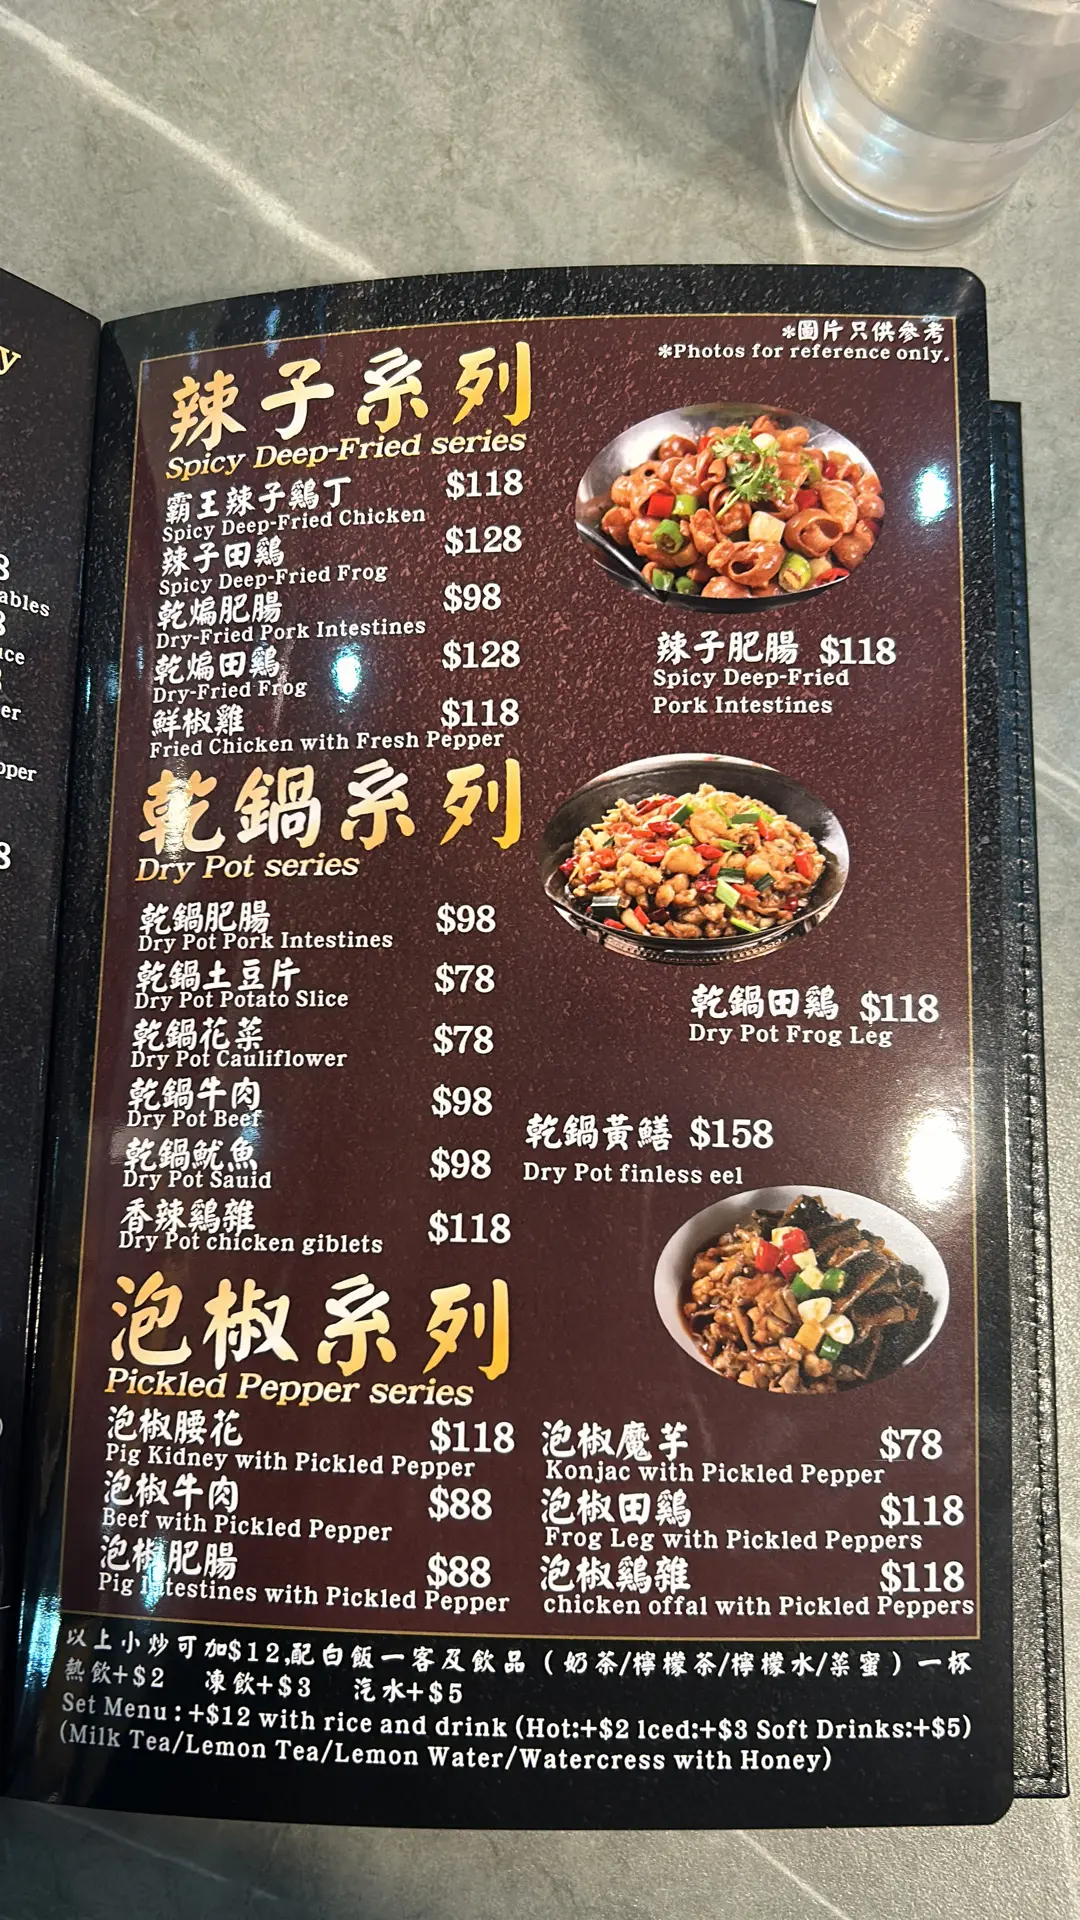 *圖片只供參考
*Photos for reference only.
辣子系列
Spicy Deep-Fried series
霸王辣子鷄丁 $118
Spicy Deep-Fried Chicken
辣子田鷄 $128
Spicy Deep-Fried Frog
乾煸肥腸 $98
Dry-Fried Pork Intestines
乾煸田鷄 $128
Dry-Fried Frog
鮮椒雞 $118
Fried Chicken with Fresh Pepper
辣子肥腸 $118
Spicy Deep-Fried
Pork Intestines
乾鍋系列
Dry Pot series
乾鍋肥腸 $98
Dry Pot Pork Intestines
乾鍋土豆片 $78
Dry Pot Potato Slice
乾鍋花菜 $78
Dry Pot Cauliflower
乾鍋牛肉 $98
Dry Pot Beef
乾鍋魷魚 $98
Dry Pot Sauid
香辣鷄雜 $118
Dry Pot chicken giblets
乾鍋田鷄 $118
Dry Pot Frog Leg
乾鍋黃鱔 $158
Dry Pot finless eel
泡椒系列
Pickled Pepper series
泡椒腰花 $118
Pig Kidney with Pickled Pepper
泡椒牛肉 $88
Beef with Pickled Pepper
泡椒肥腸 $88
Pig Intestines with Pickled Pepper
泡椒魔芋 $78
Konjac with Pickled Pepper
泡椒田鷄 $118
Frog Leg with Pickled Peppers
泡椒鷄雜 $118
chicken offal with Pickled Peppers
以上小炒可加$12,配白飯一客及飲品（奶茶/檸檬茶/檸檬水/菜蜜）一杯
熱飲+$2 凍飲+$3 汽水+$5
Set Menu:+$12 with rice and drink (Hot:+$2 lced:+$3 Soft Drinks:+$5)
(Milk Tea/Lemon Tea/Lemon Water/Watercress with Honey)